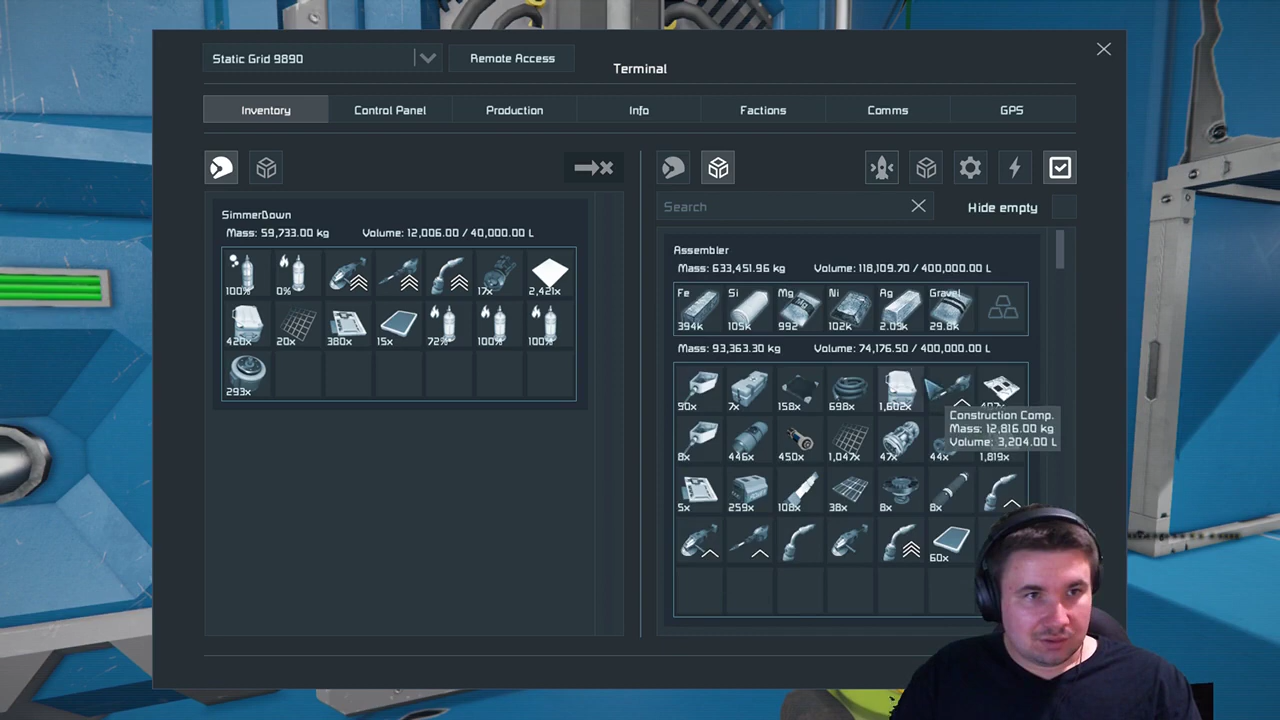 Static Grid 9890
Remote Access
Terminal
Inventory
Control Panel
Production
Info
Factions
Comms
GPS
Search
Hide empty
SimmerDown
Mass: 59,733.00 kg
Volume: 12,006.00 / 40,000.00 L
100%
0%
17x
2,421x
420x
20x
380x
15x
72%
100%
100%
293x
Assembler
Mass: 633,451.96 kg
Volume: 118,109.70 / 400,000.00 L
Fe
Si
Mg
Ni
Ag
Gravel
394k
105k
992
102k
2.03k
29.8k
Mass: 93,363.30 kg
Volume: 74,176.50 / 400,000.00 L
90x
7x
158x
698x
1,602x
Construction Comp.
Mass: 12,816.00 kg
Volume: 3,204.00 L
8x
446x
450x
1,047x
47x
44x
1,819x
5x
259x
108x
38x
8x
8x
60x